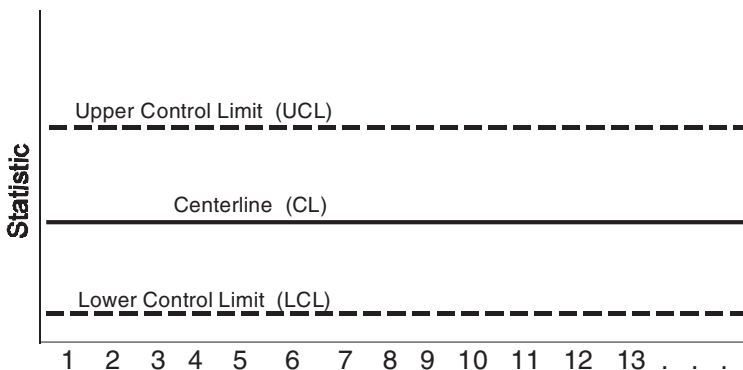 Upper Control Limit (UCL)
Statistic
Centerline (CL)
Lower Control Limit (LCL)
1 2 3 4 5 6 7 8 9 10 11 12 13 . . .